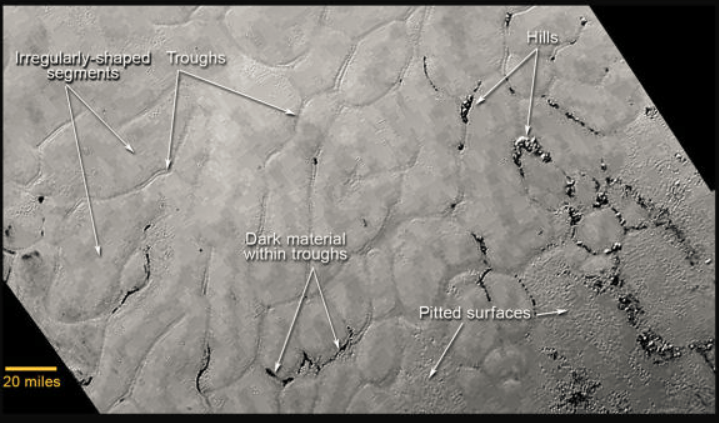 Hills
Irregularly-shaped
segments
Troughs
Dark material
within troughs
Pitted surfaces
20 miles